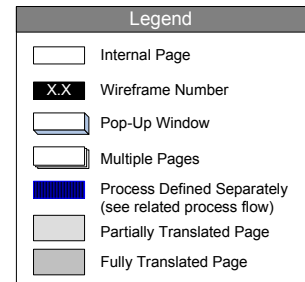 Legend
Internal Page
X.X Wireframe Number
Pop-Up Window
Multiple Pages
Process Defined Separately
(see related process flow)
Partially Translated Page
Fully Translated Page